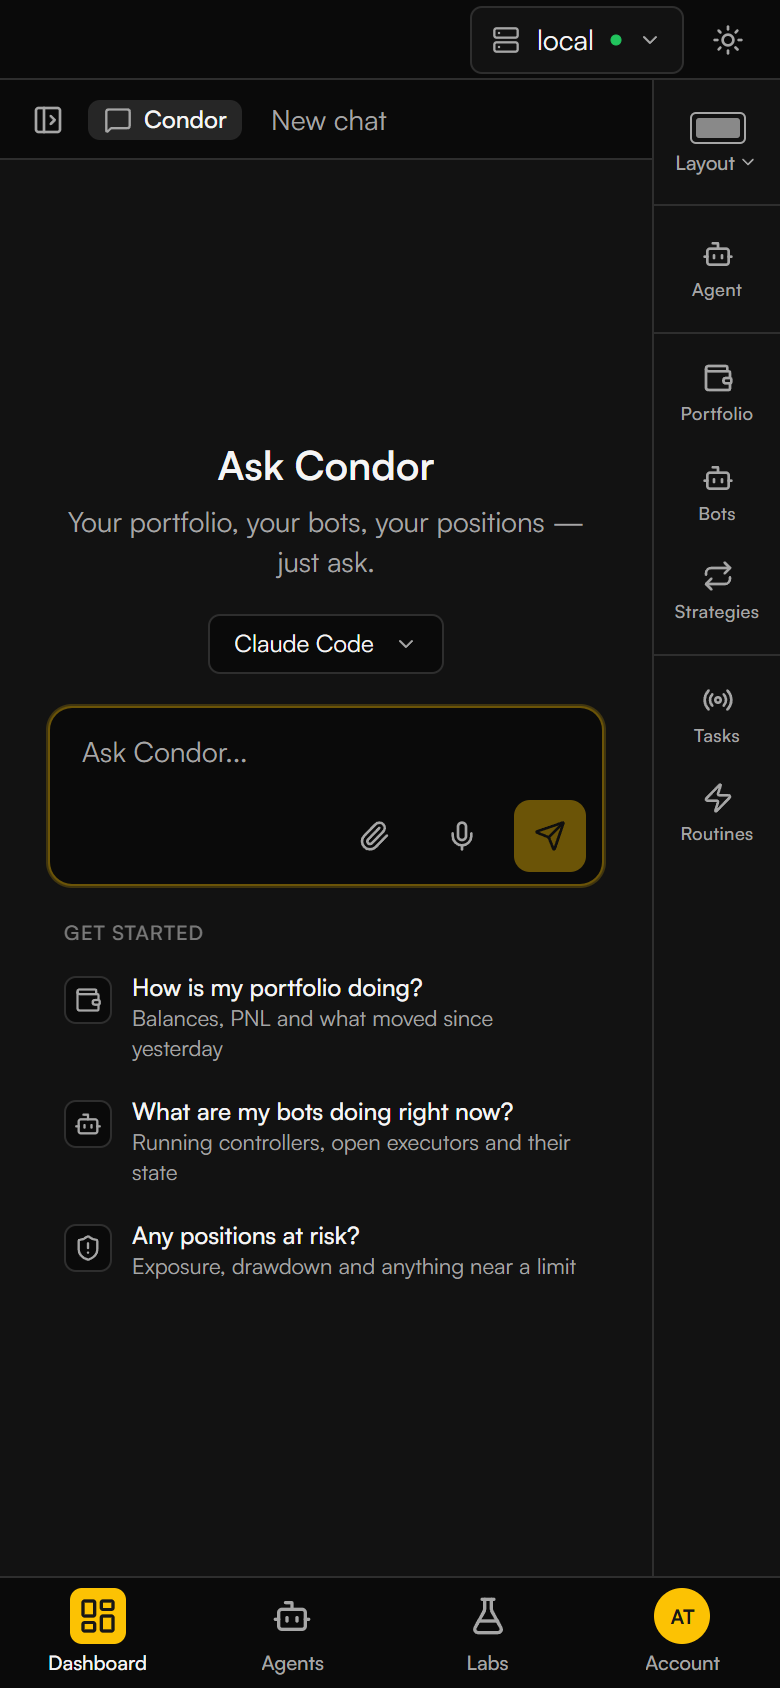 local
Condor
New chat
Layout
Agent
Portfolio
Bots
Strategies
Tasks
Routines
Ask Condor
Your portfolio, your bots, your positions —
just ask.
Claude Code
Ask Condor...
GET STARTED
How is my portfolio doing?
Balances, PNL and what moved since
yesterday
What are my bots doing right now?
Running controllers, open executors and their
state
Any positions at risk?
Exposure, drawdown and anything near a limit
Dashboard
Agents
Labs
AT
Account